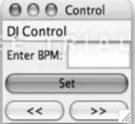 Control
DJ Control
Enter BPM:
Set
<< >>